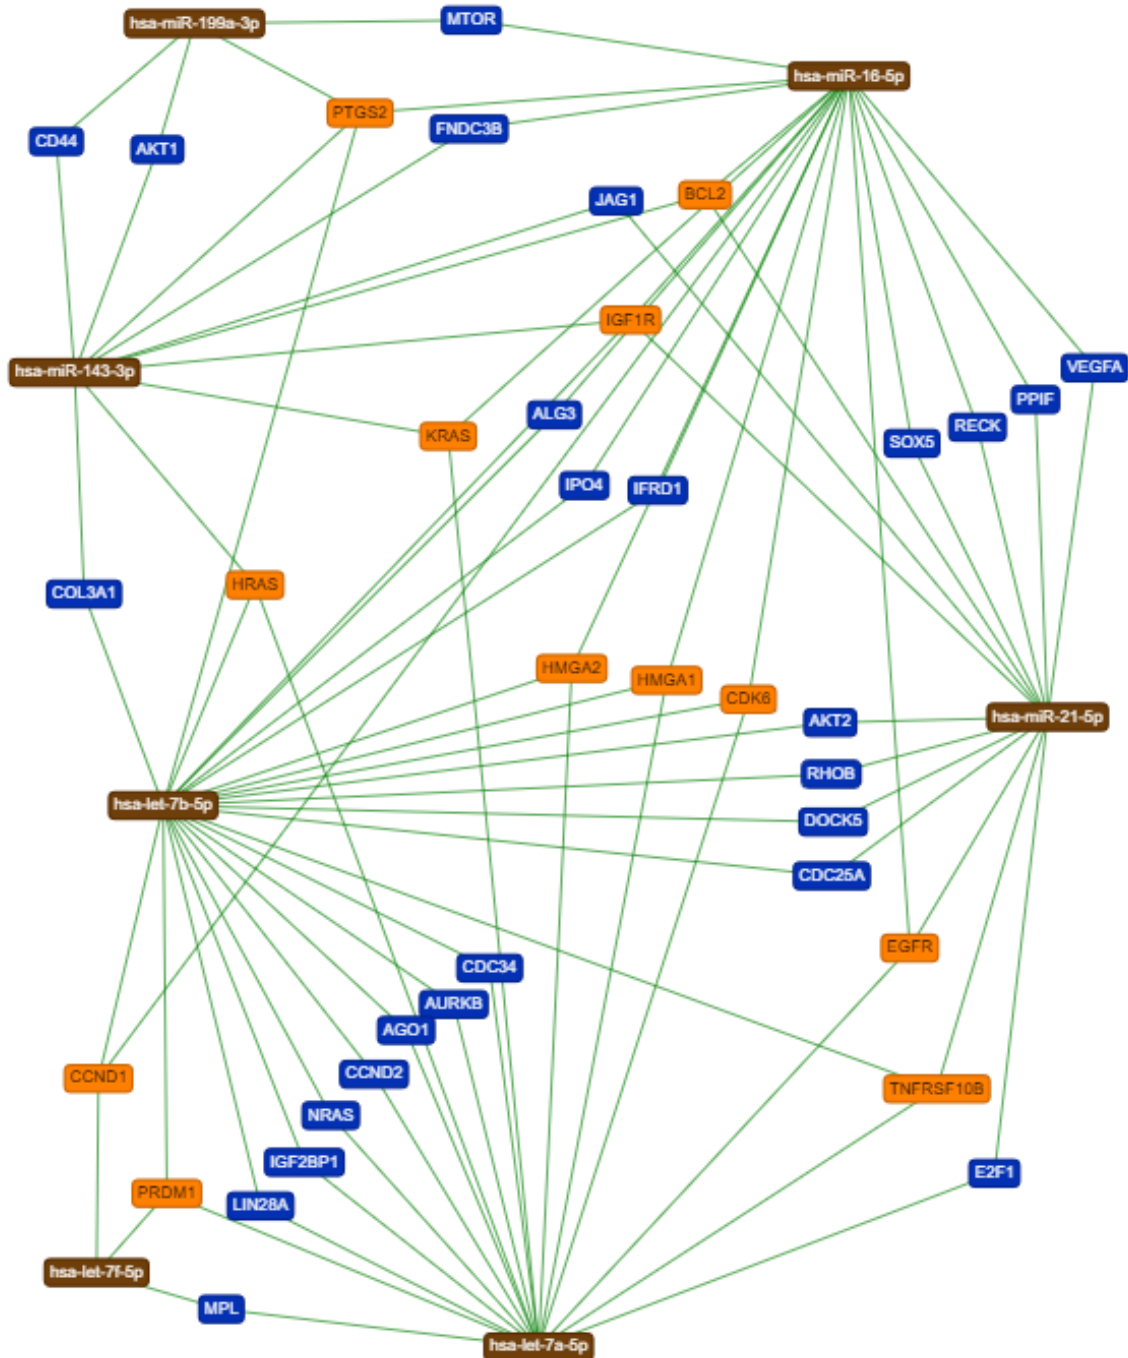 hsa-miR-199a-3p
MTOR
hsa-miR-16-5p
PTGS2
FNDC3B
CD44
AKT1
JAG1
BCL2
IGF1R
hsa-miR-143-3p
VEGFA
PPIF
ALG3
RECK
KRAS
SOX5
IPO4
IFRD1
COL3A1
HRAS
HMGA2
HMGA1
CDK6
AKT2
hsa-miR-21-5p
RHOB
hsa-let-7b-5p
DOCK5
CDC25A
EGFR
CDC34
AURKB
AGO1
CCND1
CCND2
TNFRSF10B
NRAS
IGF2BP1
E2F1
PRDM1
LIN28A
hsa-let-7f-5p
MPL
hsa-let-7a-5p